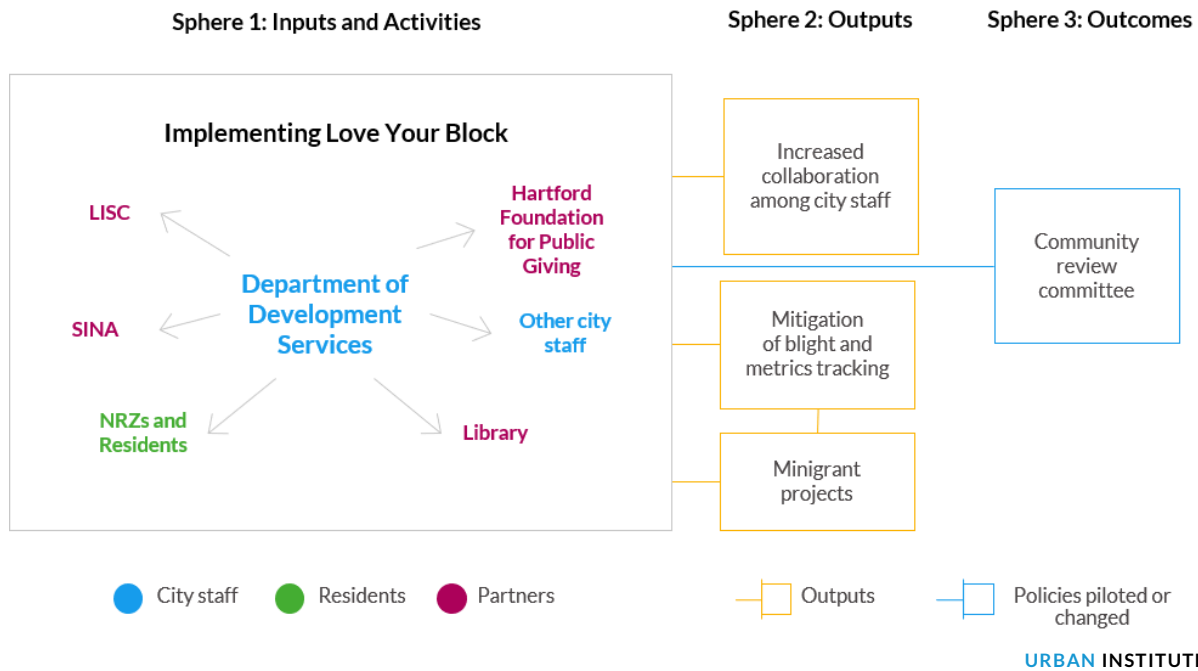 Sphere 1: Inputs and Activities
Sphere 2: Outputs
Sphere 3: Outcomes
Implementing Love Your Block
LISC
Hartford
Foundation
for Public
Giving
Department of
Development
Services
SINA
Other city
staff
NRZs and
Residents
Library
Increased
collaboration
among city staff
Mitigation
of blight and
metrics tracking
Minigrant
projects
Community
review
committee
City staff
Residents
Partners
Outputs
Policies piloted or
changed
URBAN INSTITUT